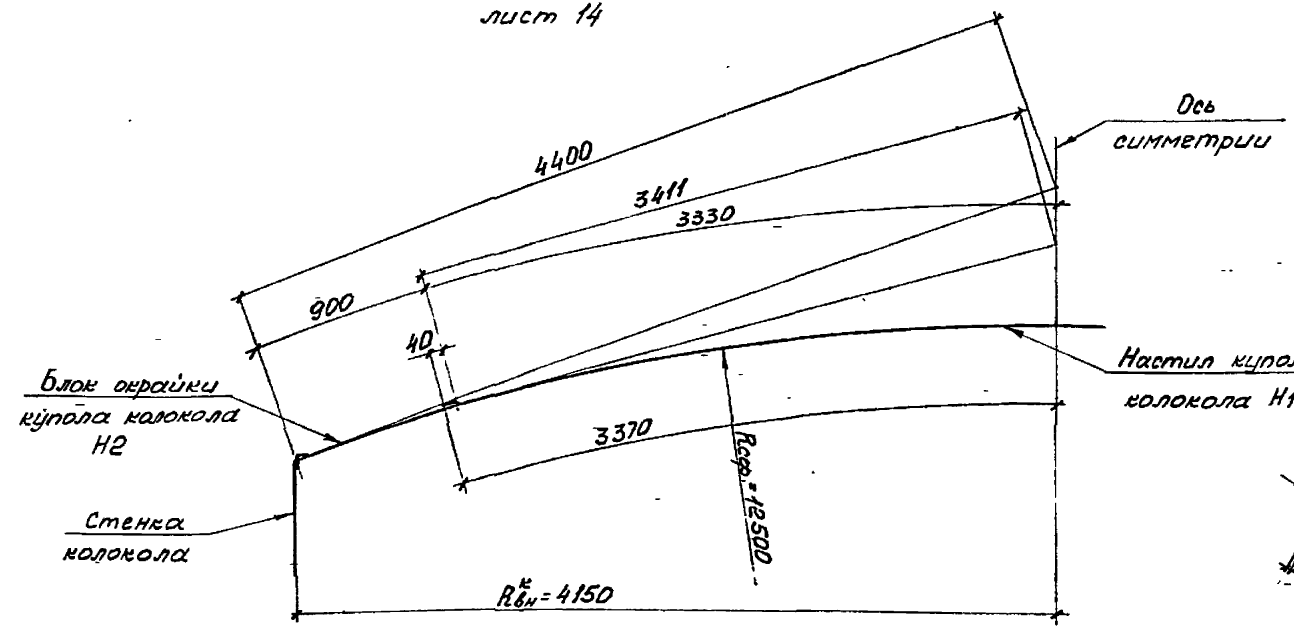 лист 14
Ось
симметрии
4400
3411
3330
900
40
Блок окрайки
купола колокола
Н2
Настил купол
колокола Н1
3370
Rсф.=12500
Стенка
колокола
Rквн=4150